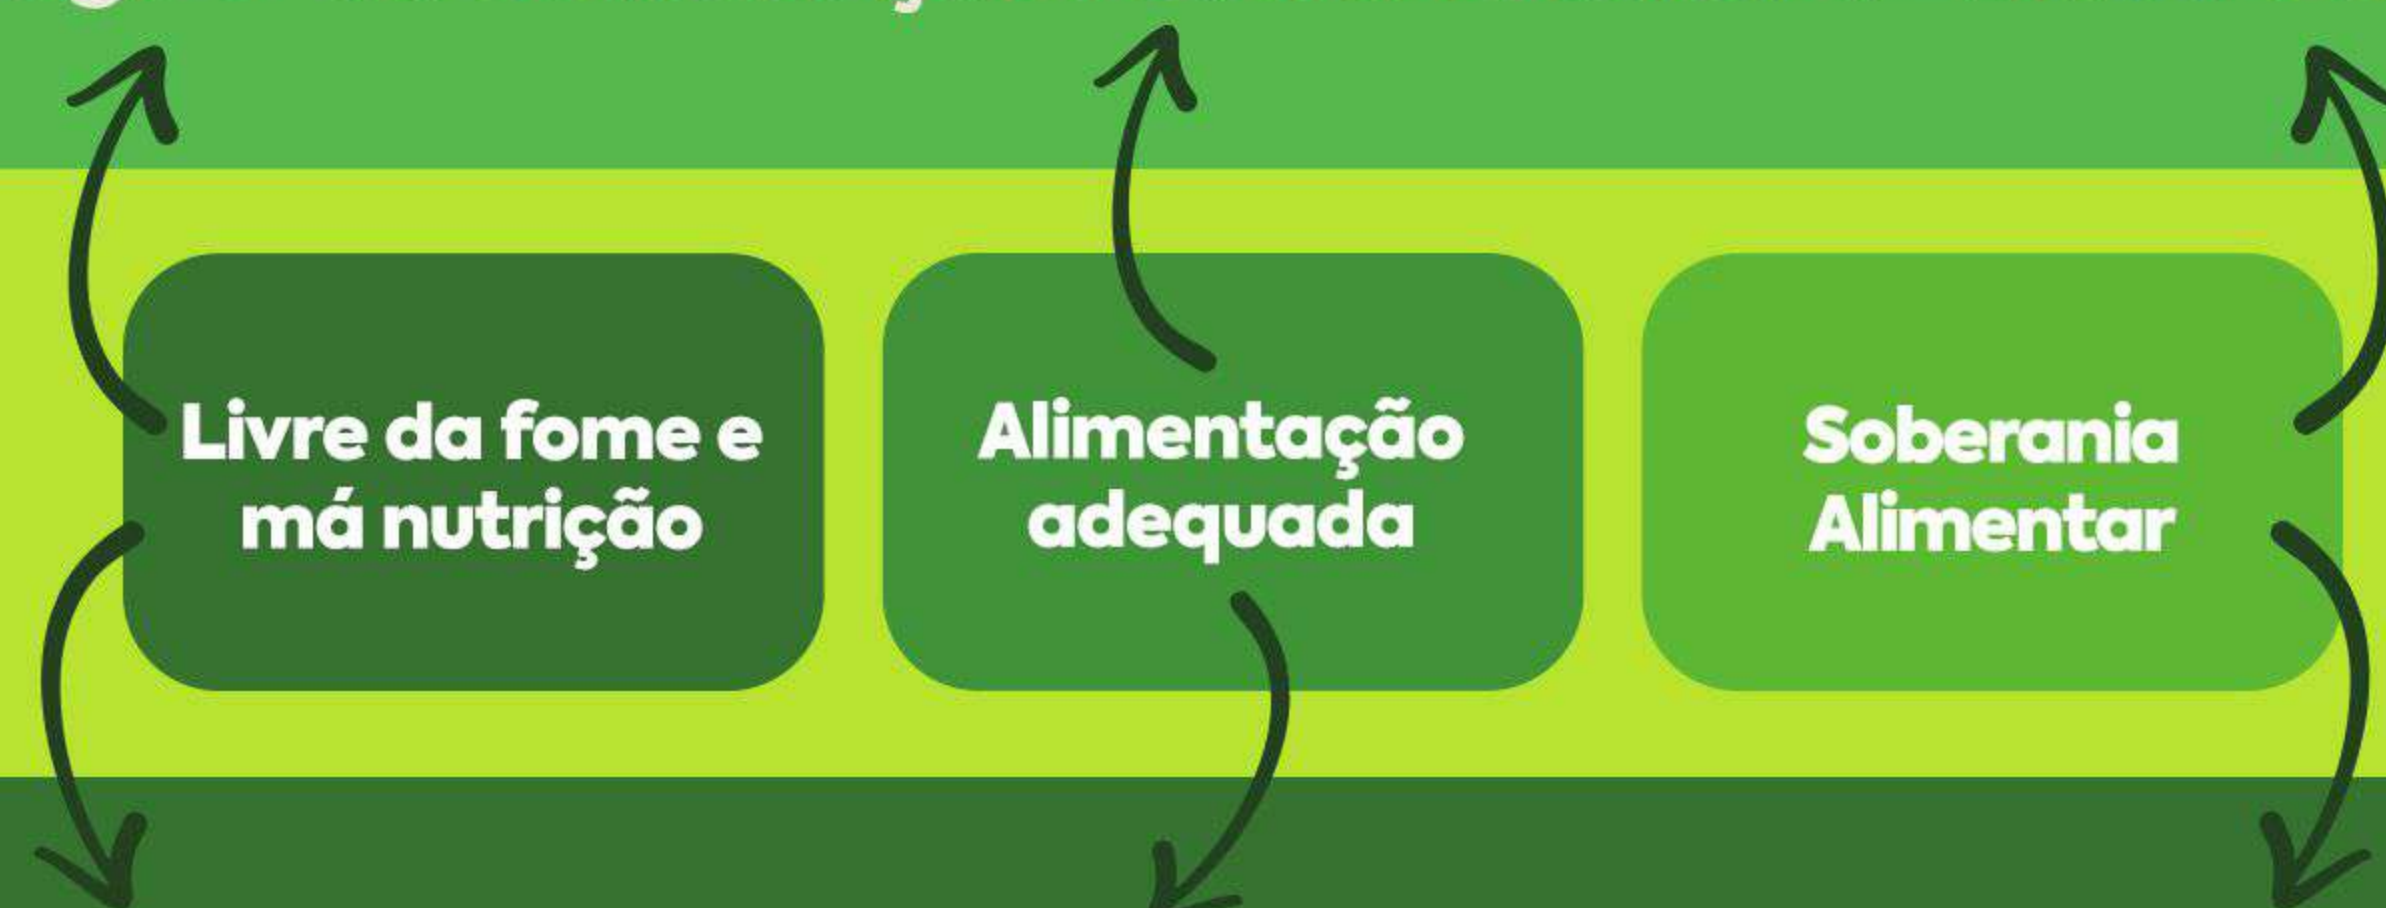 Livre da fome e
má nutrição
Alimentação
adequada
Soberania
Alimentar